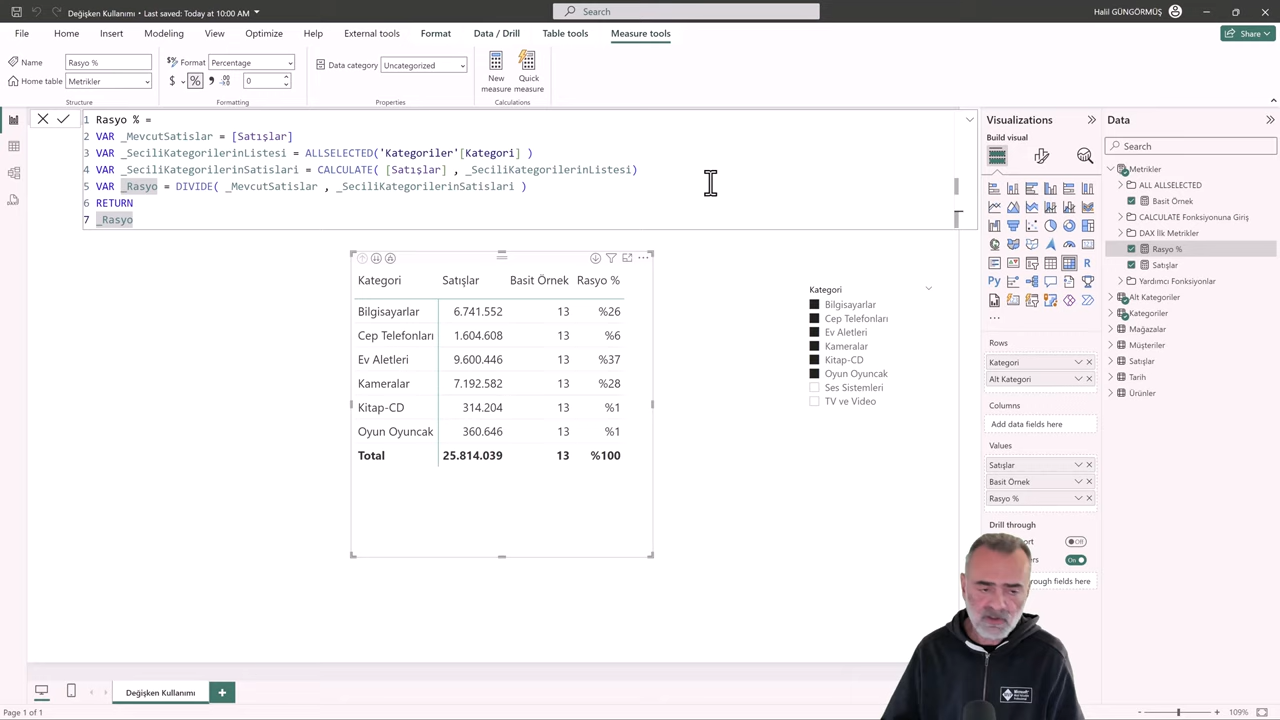 Değişken Kullanımı • Last saved: Today at 10:00 AM
Search
Halil GÜNGÖRMÜŞ
File Home Insert Modeling View Optimize Help External tools Format Data / Drill Table tools Measure tools
Share
Name Rasyo %
Home table Metrikler
Structure
Format Percentage
$ % 0
Formatting
Data category Uncategorized
Properties
New measure
Quick measure
Calculations
1 Rasyo % =
2 VAR _MevcutSatislar = [Satışlar]
3 VAR _SeciliKategorilerinListesi = ALLSELECTED('Kategoriler'[Kategori] )
4 VAR _SeciliKategorilerinSatislari = CALCULATE( [Satışlar] , _SeciliKategorilerinListesi)
5 VAR _Rasyo = DIVIDE( _MevcutSatislar , _SeciliKategorilerinSatislari )
6 RETURN
7 _Rasyo
Kategori Satışlar Basit Örnek Rasyo %
Bilgisayarlar 6.741.552 13 %26
Cep Telefonları 1.604.608 13 %6
Ev Aletleri 9.600.446 13 %37
Kameralar 7.192.582 13 %28
Kitap-CD 314.204 13 %1
Oyun Oyuncak 360.646 13 %1
Total 25.814.039 13 %100
Kategori
Bilgisayarlar
Cep Telefonları
Ev Aletleri
Kameralar
Kitap-CD
Oyun Oyuncak
Ses Sistemleri
TV ve Video
Visualizations
Build visual
R
Py
Rows
Kategori
Alt Kategori
Columns
Add data fields here
Values
Satışlar
Basit Örnek
Rasyo %
Drill through
Off
On
Data
Search
Metrikler
ALL ALLSELECTED
Basit Örnek
CALCULATE Fonksiyonuna Giriş
DAX İlk Metrikler
Rasyo %
Satışlar
Yardımcı Fonksiyonlar
Alt Kategoriler
Kategoriler
Mağazalar
Müşteriler
Satışlar
Tarih
Ürünler
Değişken Kullanımı
Page 1 of 1
109%